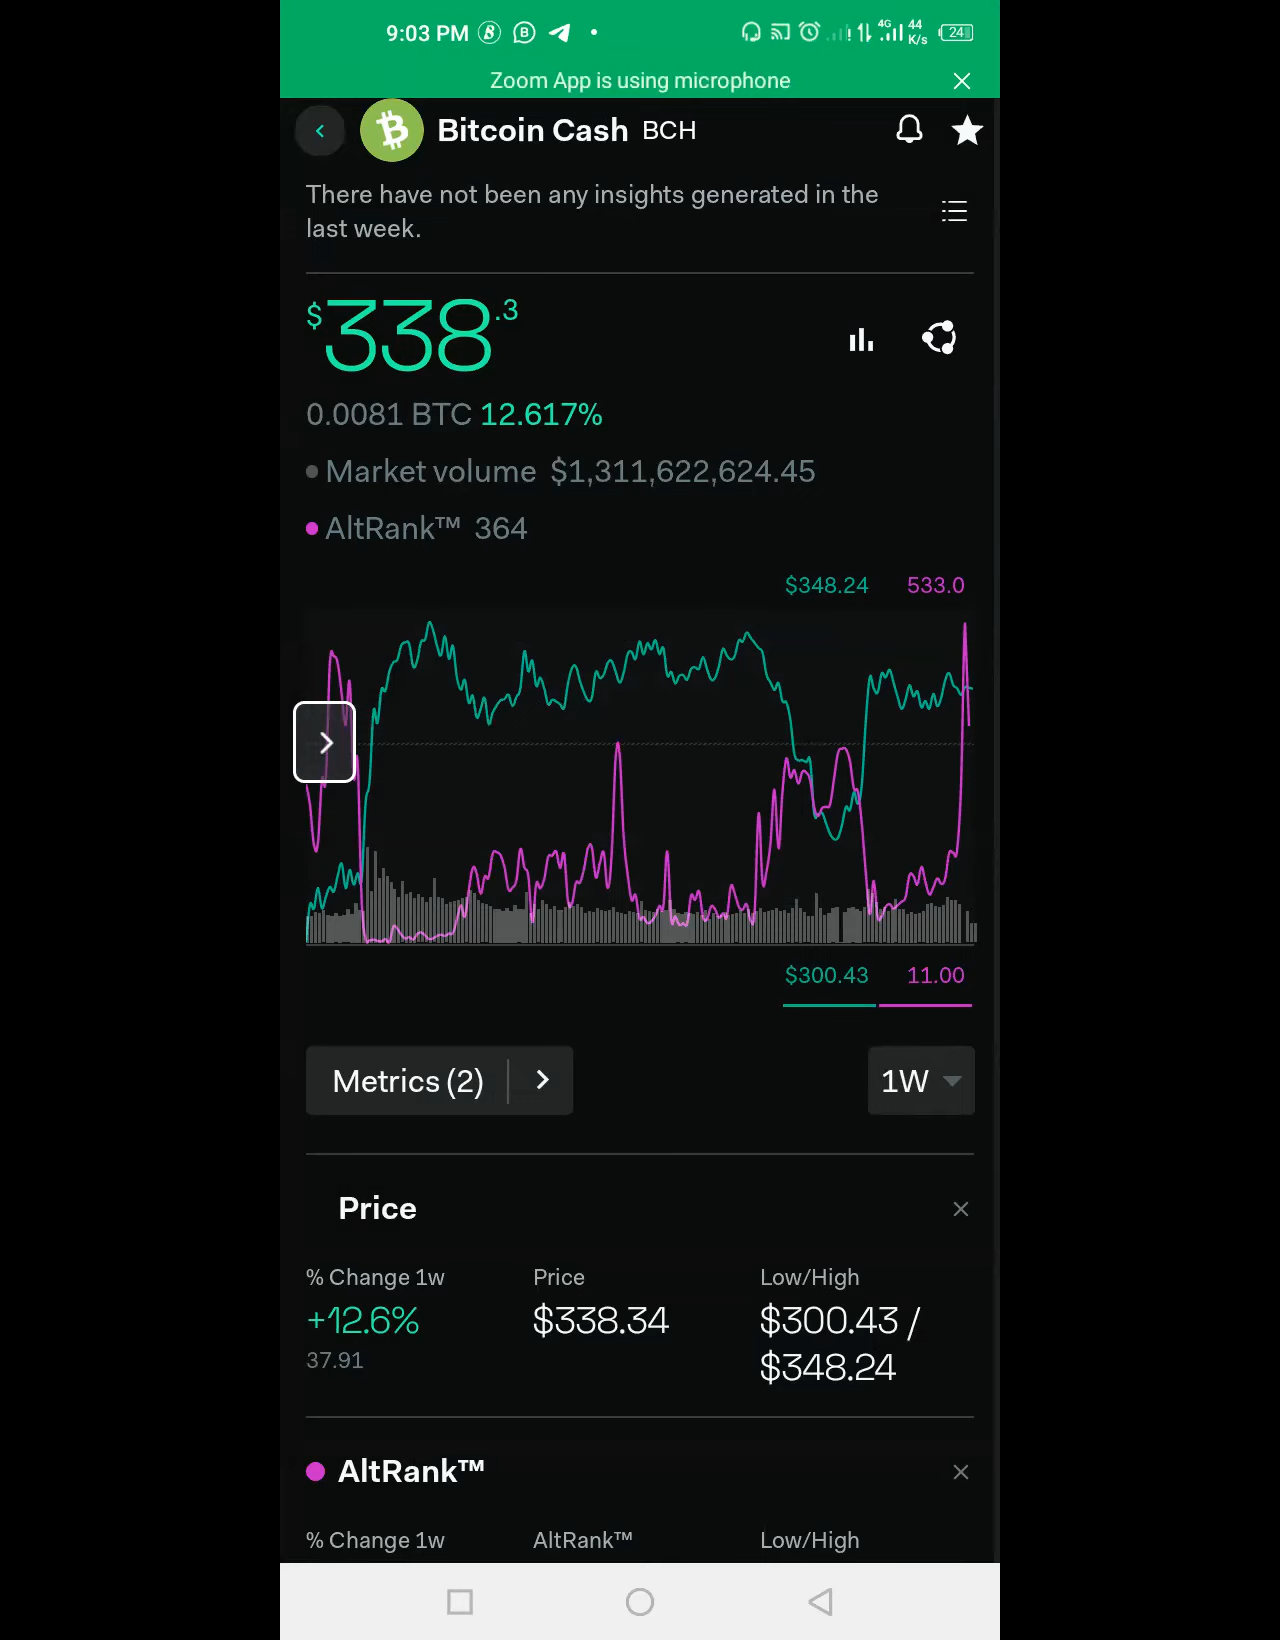 9:03 PM
4G 44 K/s 24
Zoom App is using microphone
Bitcoin Cash BCH
There have not been any insights generated in the
last week.
$338.3
0.0081 BTC 12.617%
Market volume $1,311,622,624.45
AltRank™ 364
$348.24 533.0
$300.43 11.00
Metrics (2) 1W
Price
% Change 1w Price Low/High
+12.6% $338.34 $300.43 /
37.91 $348.24
AltRank™
% Change 1w AltRank™ Low/High